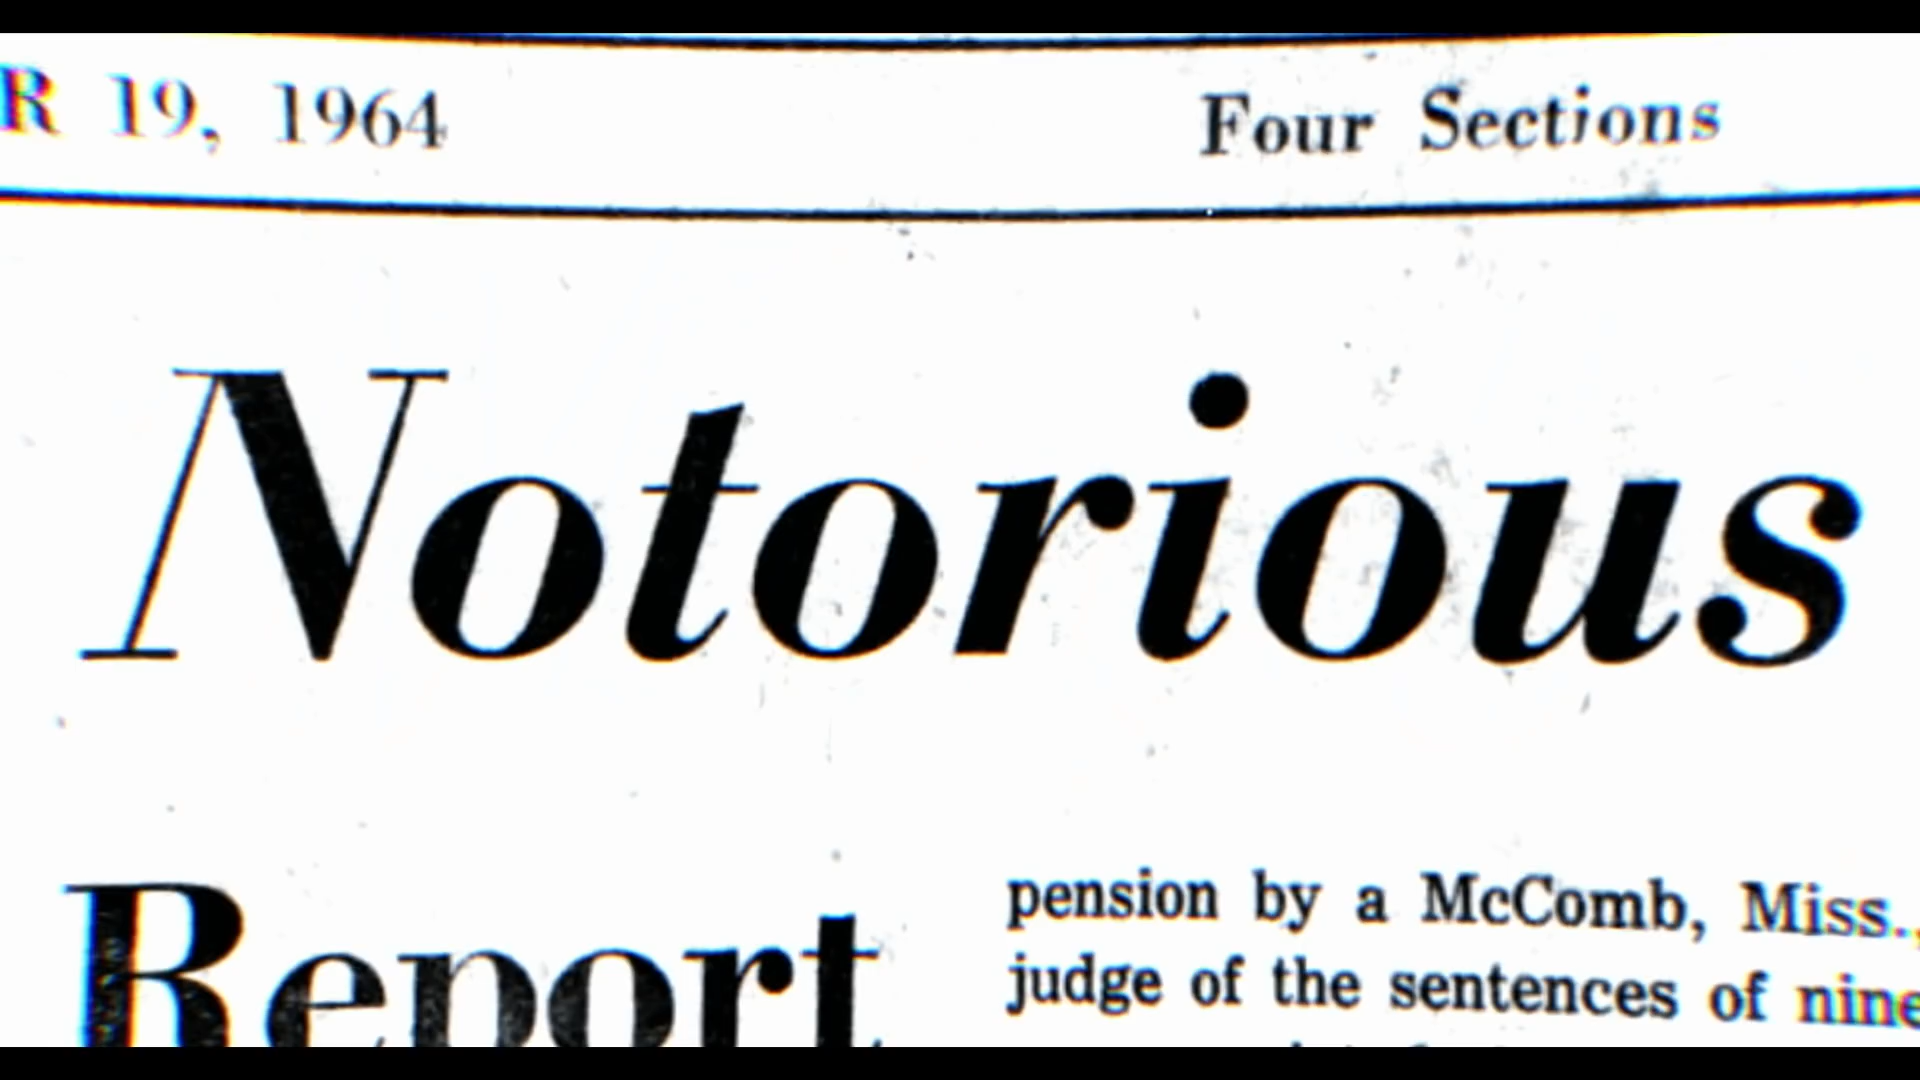 R 19, 1964 Four Sections
Notorious
Report
pension by a McComb, Miss.,
judge of the sentences of nine